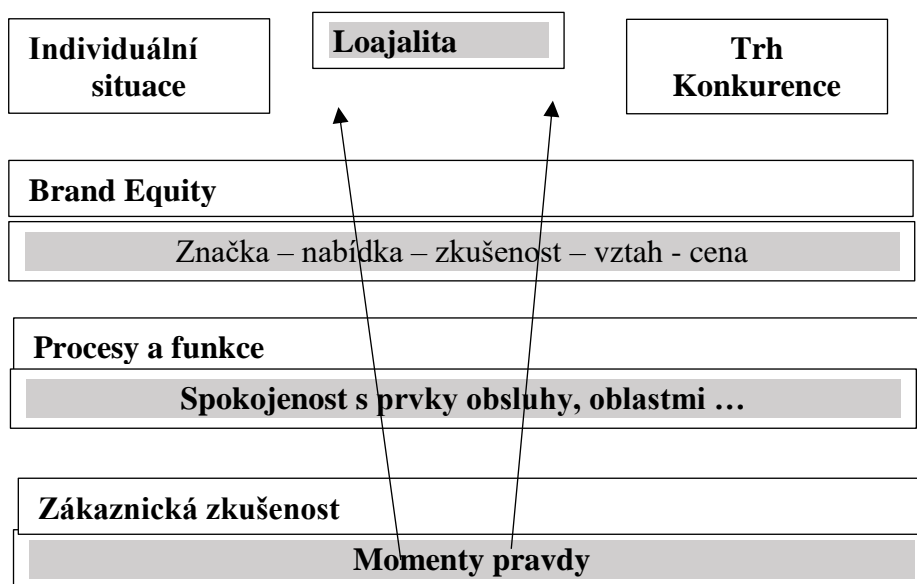 Individuální
situace
Loajalita
Trh
Konkurence
Brand Equity
Značka – nabídka – zkušenost – vztah - cena
Procesy a funkce
Spokojenost s prvky obsluhy, oblastmi …
Zákaznická zkušenost
Momenty pravdy